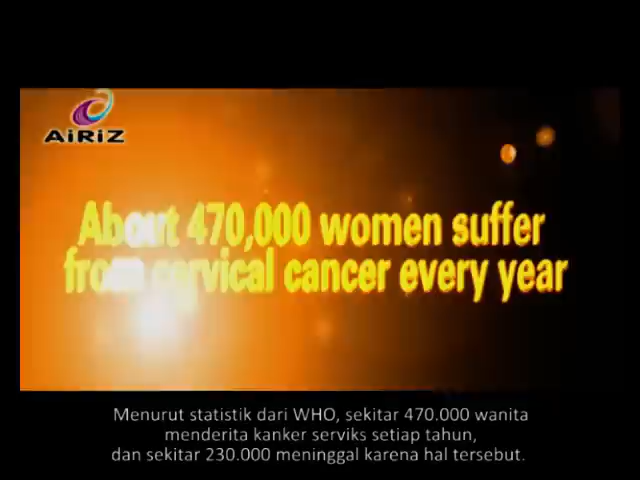 AiRiZ
About 470,000 women suffer
from cervical cancer every year
Menurut statistik dari WHO, sekitar 470.000 wanita
menderita kanker serviks setiap tahun,
dan sekitar 230.000 meninggal karena hal tersebut.